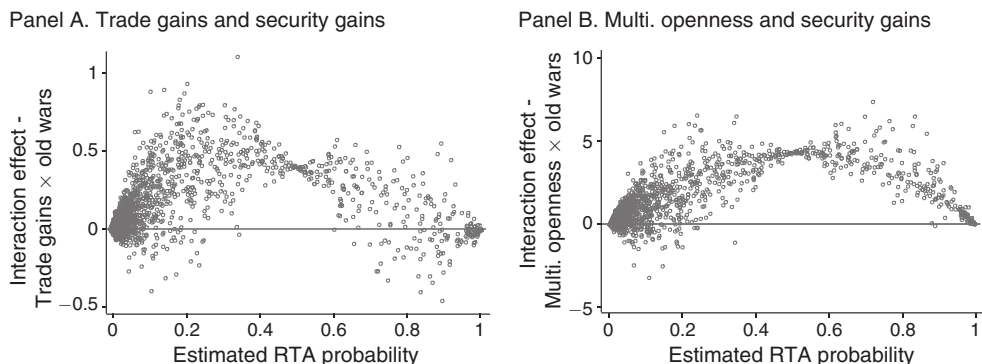 Panel A. Trade gains and security gains
Interaction effect -
Trade gains × old wars
1
0.5
0
−0.5
0
0.2
0.4
0.6
0.8
1
Estimated RTA probability
Panel B. Multi. openness and security gains
Interaction effect -
Multi. openness × old wars
10
5
0
−5
0
0.2
0.4
0.6
0.8
1
Estimated RTA probability